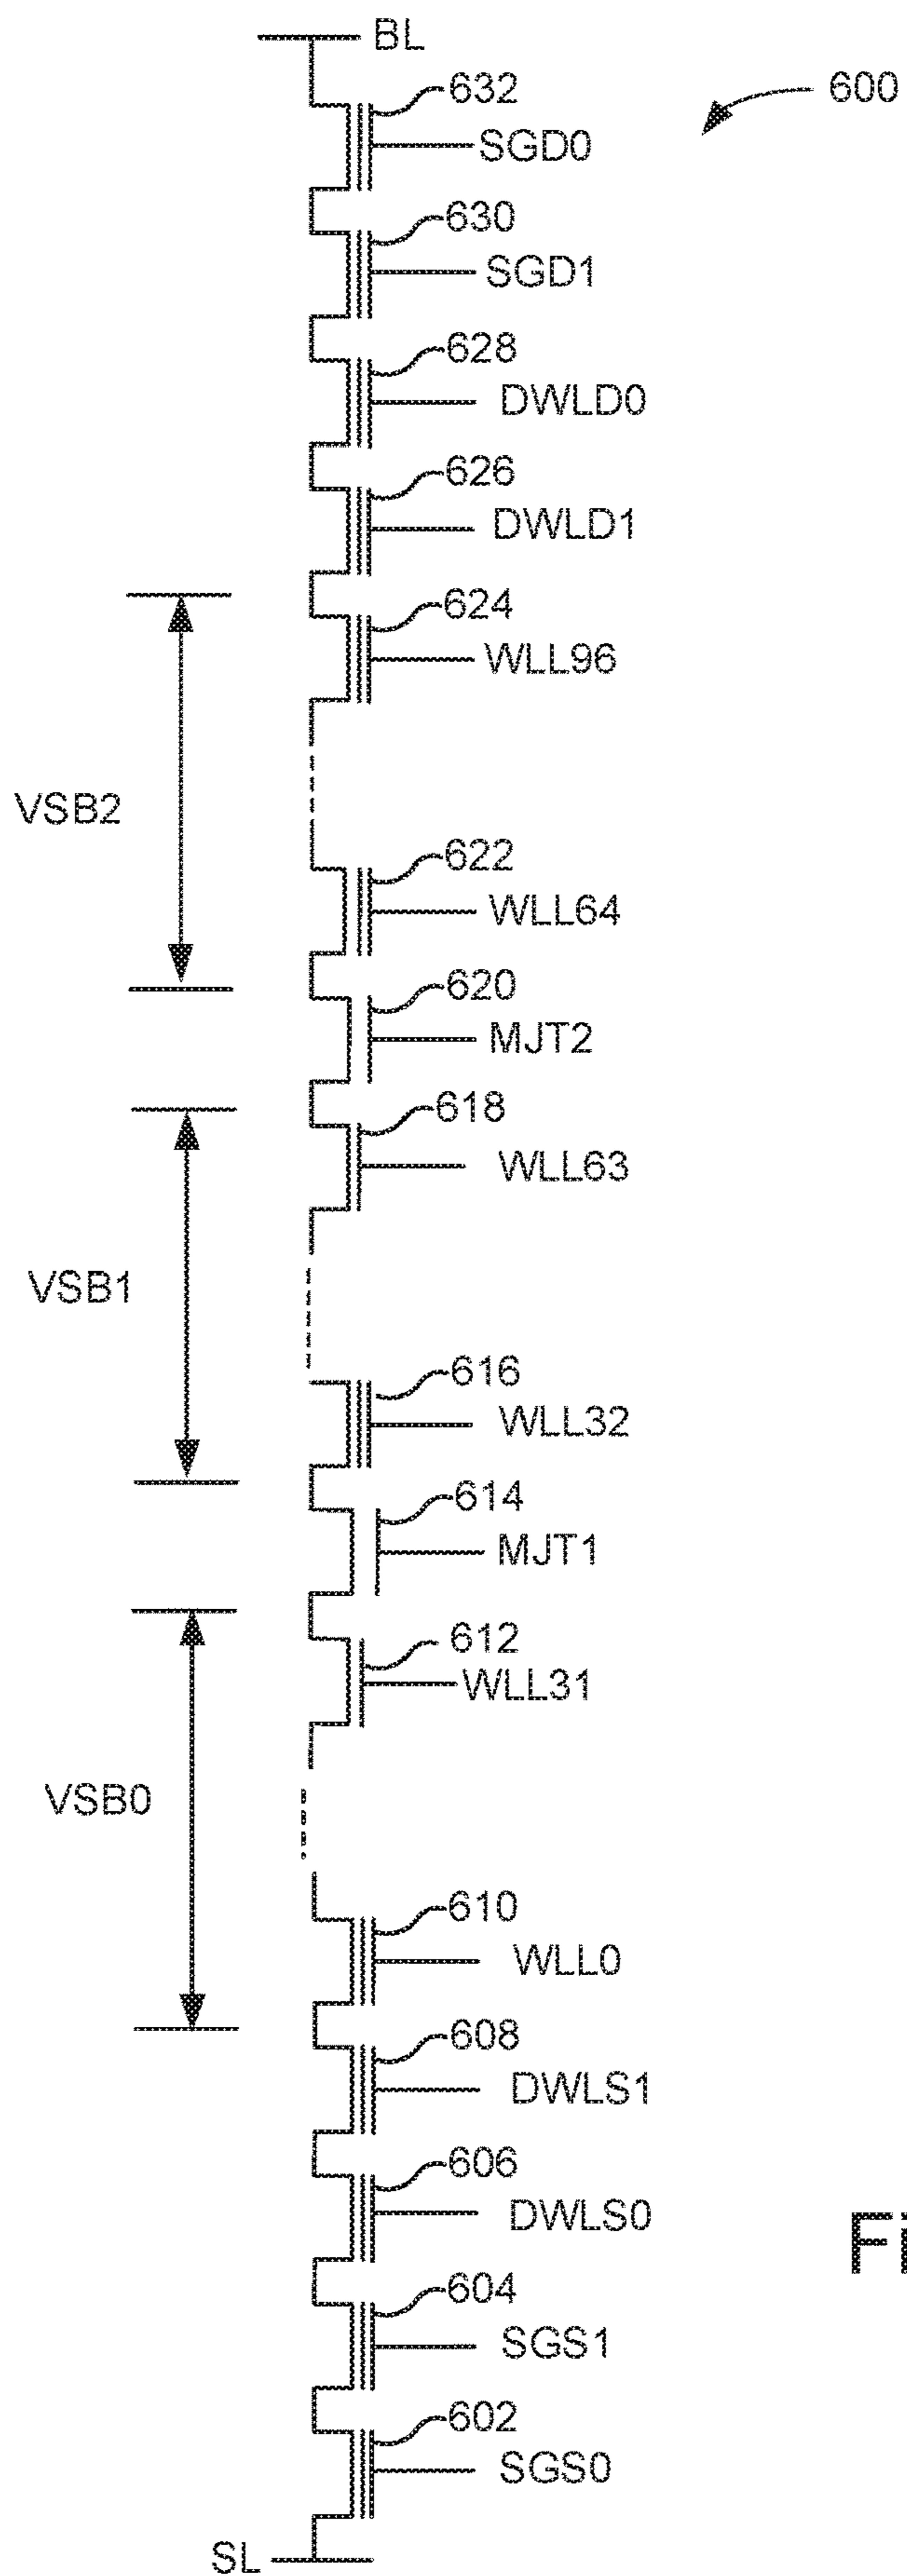 BL
632
600
SGD0
630
SGD1
628
DWLD0
626
DWLD1
624
WLL96
VSB2
622
WLL64
620
MJT2
618
WLL63
VSB1
616
WLL32
614
MJT1
612
WLL31
VSB0
610
WLL0
608
DWLS1
606
DWLS0
Fi
604
SGS1
602
SGS0
SL